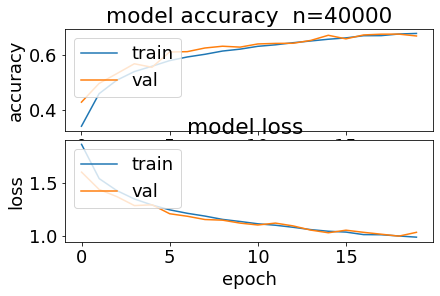 model accuracy  n=40000
0.6
0.4
accuracy
train
val
model loss
1.5
1.0
loss
train
val
0 5 10 15
epoch